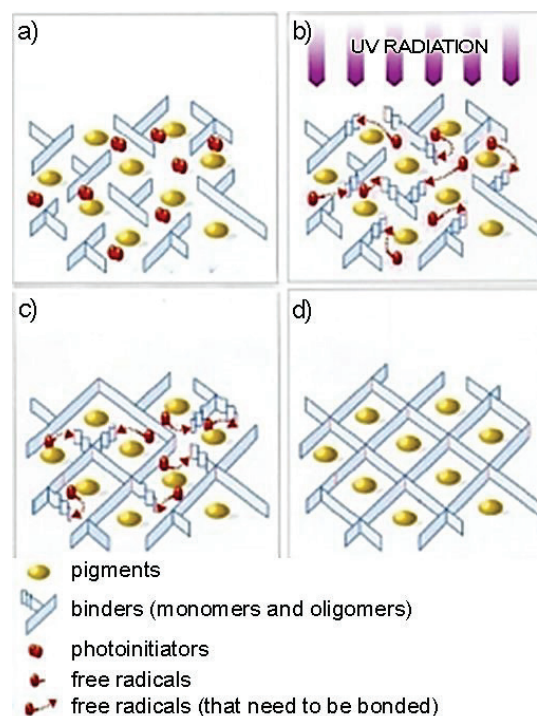 a)
b)
UV RADIATION
c)
d)
pigments
binders (monomers and oligomers)
photoinitiators
free radicals
free radicals (that need to be bonded)